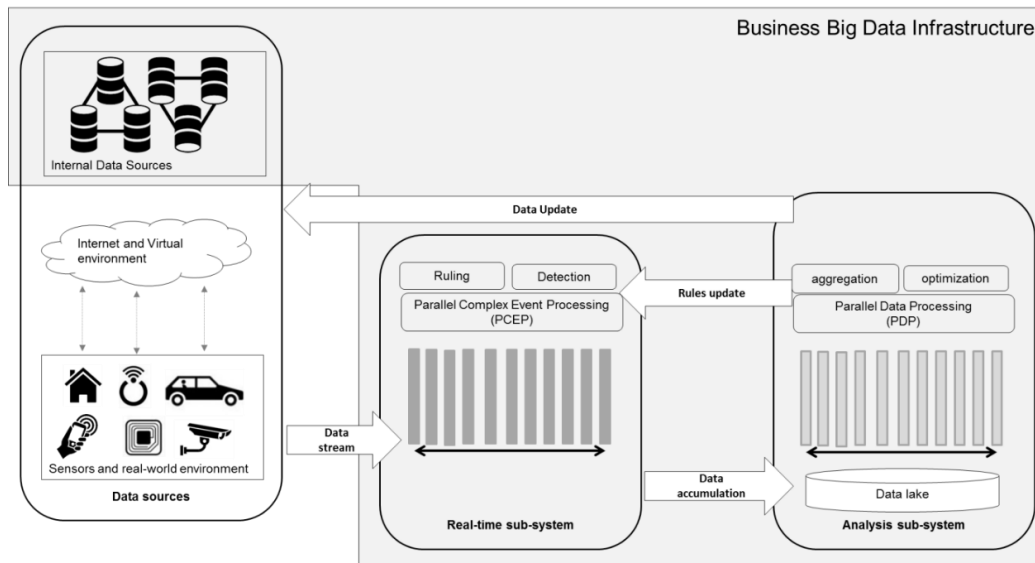 Business Big Data Infrastructure
Internal Data Sources
Internet and Virtual
environment
Sensors and real-world environment
Data sources
Data Update
Data
stream
Ruling
Detection
Parallel Complex Event Processing
(PCEP)
Real-time sub-system
Rules update
Data
accumulation
aggregation
optimization
Parallel Data Processing
(PDP)
Data lake
Analysis sub-system